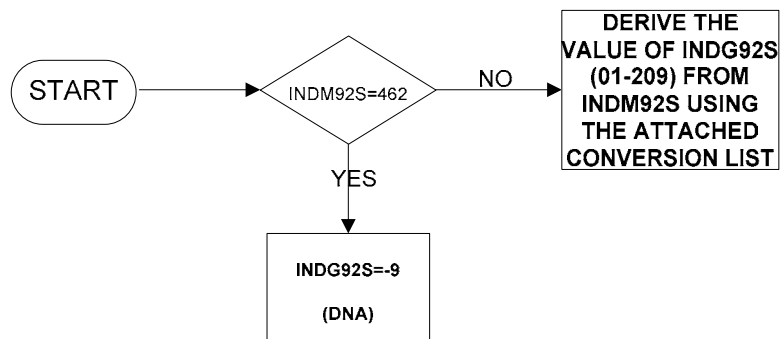 START
INDM92S=462
NO
DERIVE THE
VALUE OF INDG92S
(01-209) FROM
INDM92S USING
THE ATTACHED
CONVERSION LIST
YES
INDG92S=-9
(DNA)